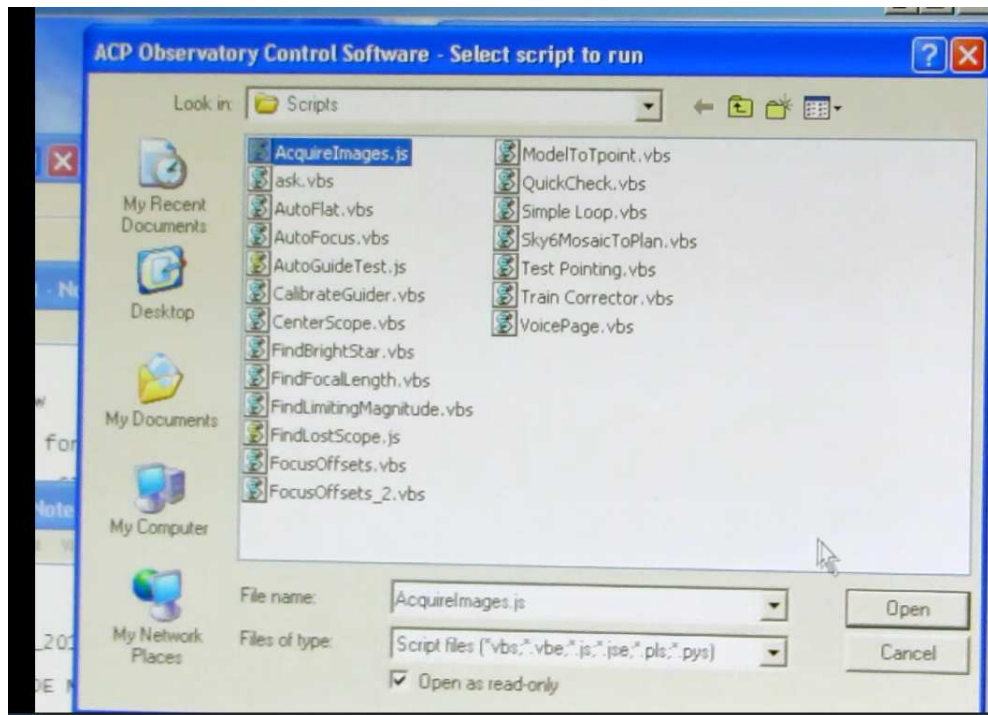 ACP Observatory Control Software - Select script to run
Look in: Scripts
AcquireImages.js
ask.vbs
AutoFlat.vbs
AutoFocus.vbs
AutoGuideTest.js
CalibrateGuider.vbs
CenterScope.vbs
FindBrightStar.vbs
FindFocalLength.vbs
FindLimitingMagnitude.vbs
FindLostScope.js
FocusOffsets.vbs
FocusOffsets_2.vbs
ModelToTpoint.vbs
QuickCheck.vbs
Simple Loop.vbs
Sky6MosaicToPlan.vbs
Test Pointing.vbs
Train Corrector.vbs
VoicePage.vbs
My Recent
Documents
Desktop
My Documents
My Computer
My Network
Places
File name: AcquireImages.js
Open
Files of type: Script files (*.vbs;*.vbe;*.js;*.jse;*.pls;*.pys)
Cancel
Open as read-only
for
Note
_201
DE